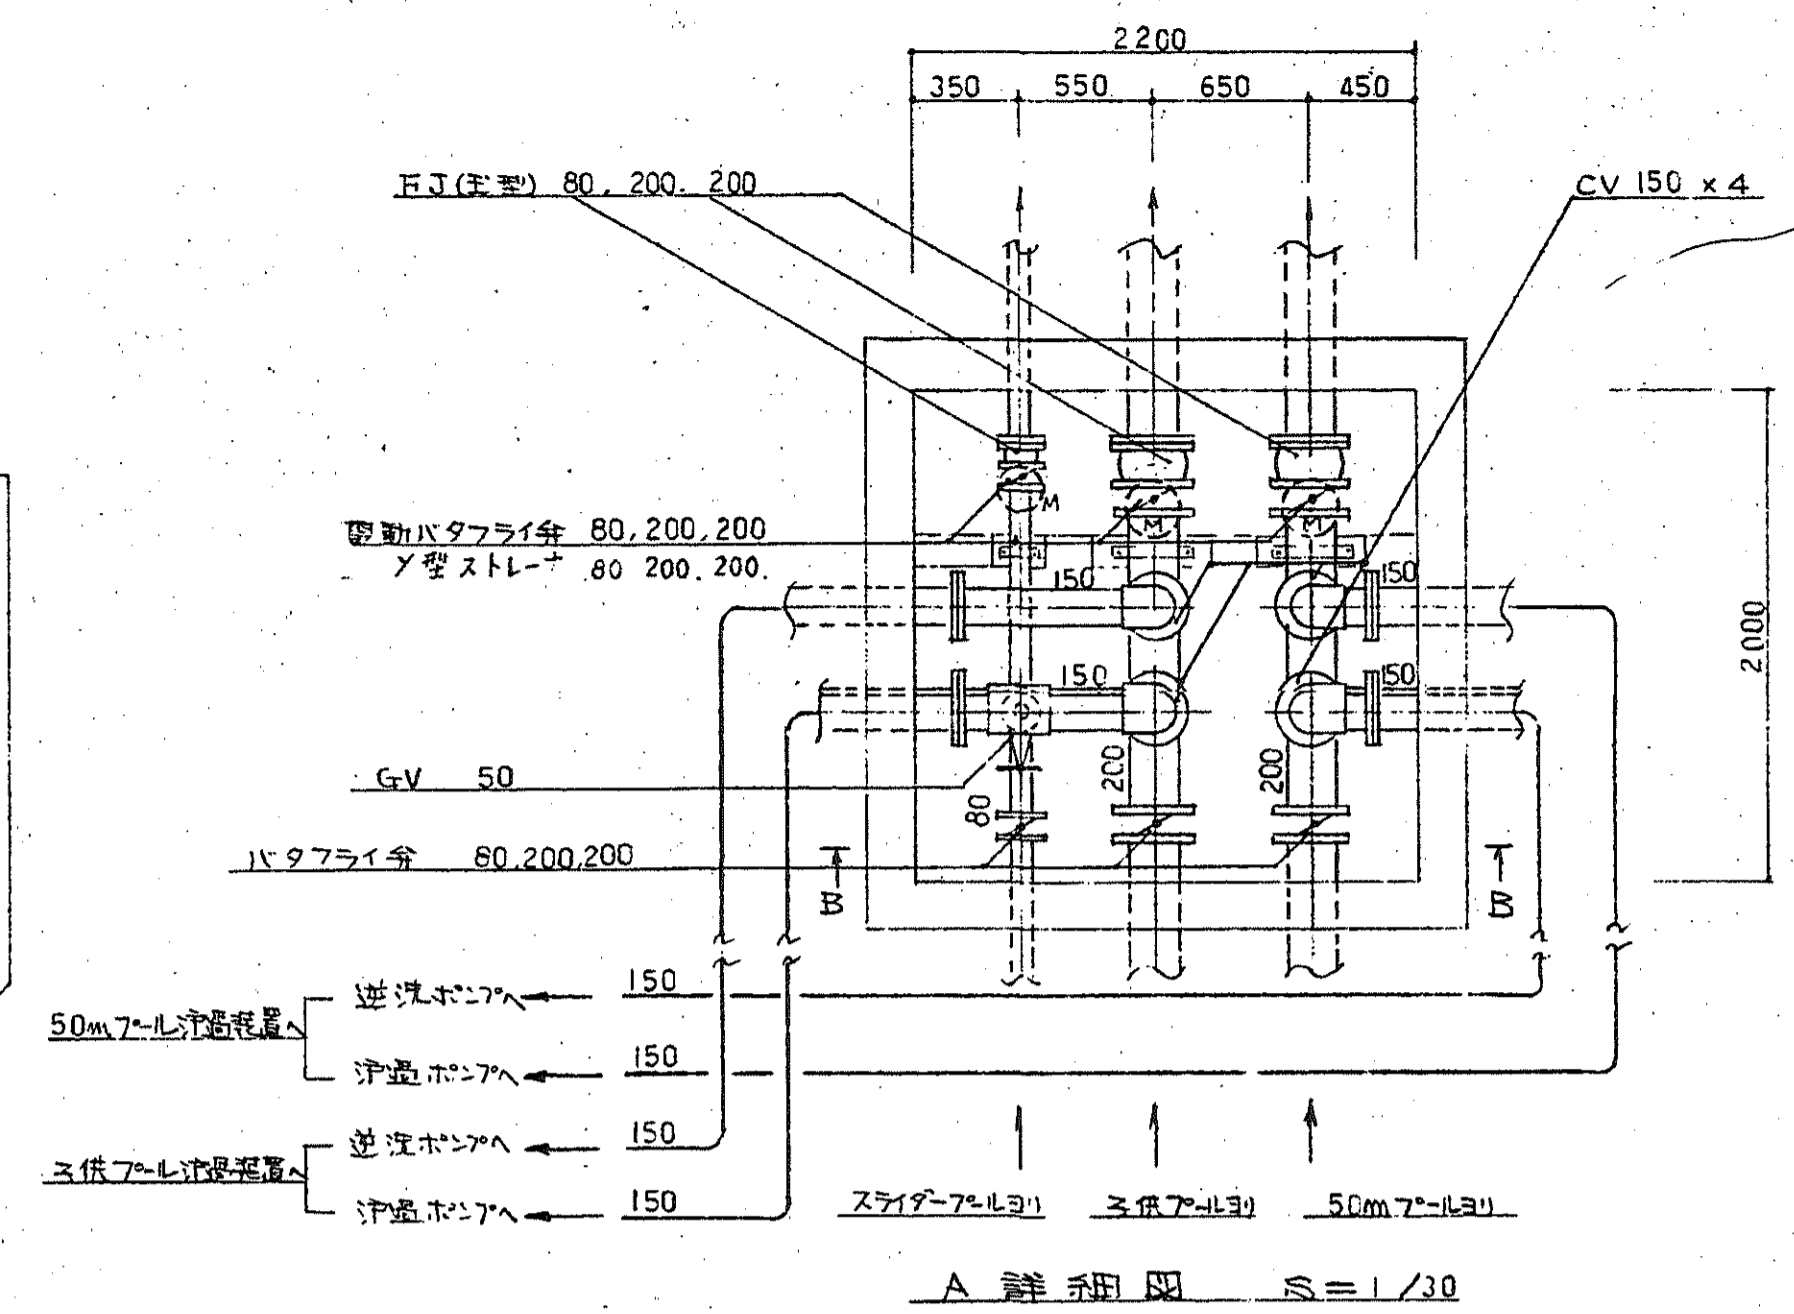 2200
350 550 650 450
FJ(玉型) 80. 200. 200
CV 150 × 4
電動バタフライ弁 80,200,200
Y型ストレーナ 80 200.200.
M
M
M
150
150
150
150
2000
GV 50
80
200
200
バタフライ弁 80,200,200
B
B
50mプール浄過装置へ
逆洗ポンプへ 150
浄過ポンプへ 150
子供プール浄過装置へ
逆洗ポンプへ 150
浄過ポンプへ 150
スライダープールヨリ
子供プールヨリ
50mプールヨリ
A 詳細図 S=1/30